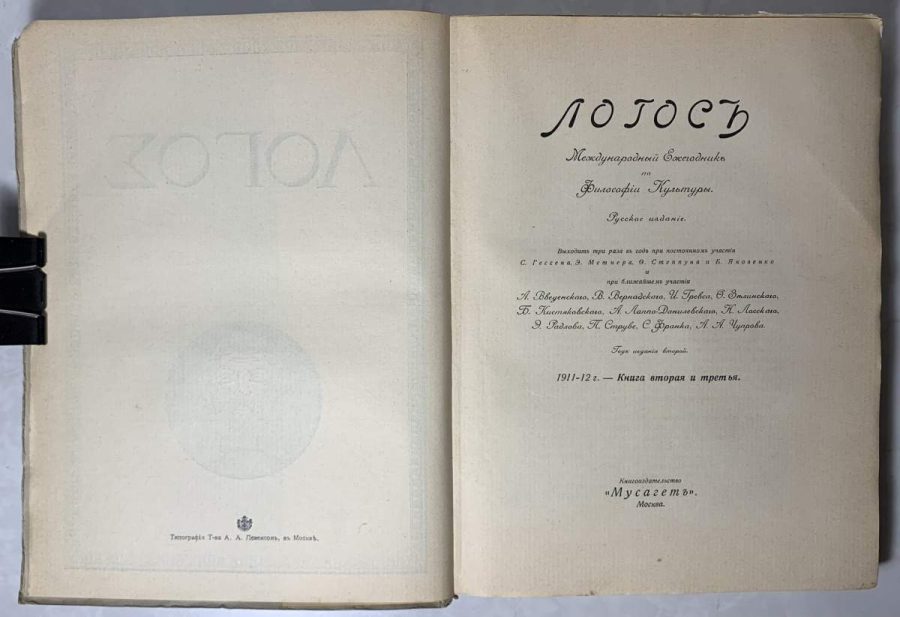 Типографія Т-ва А. А. Левенсонъ, въ Москвѣ.
ЛОГОСЪ
Международный Ежегодникъ
по
Философіи Культуры.
Русское изданіе.
Выходитъ три раза въ годъ при постоянномъ участіи
С. Гессена, Э. Метнера, Ѳ. Степпуна и Б. Яковенко
и
при ближайшемъ участіи
А. Введенскаго, В. Вернадскаго, И. Гревса, Ѳ. Зѣлинскаго,
Б. Кистяковскаго, А. Лаппо-Данилевскаго, Н. Лосскаго,
Э. Радлова, П. Струве, С. Франка, А. А. Чупрова.
Годъ изданія второй.
1911-12 г. — Книга вторая и третья.
Книгоиздательство
«Мусагетъ».
Москва.